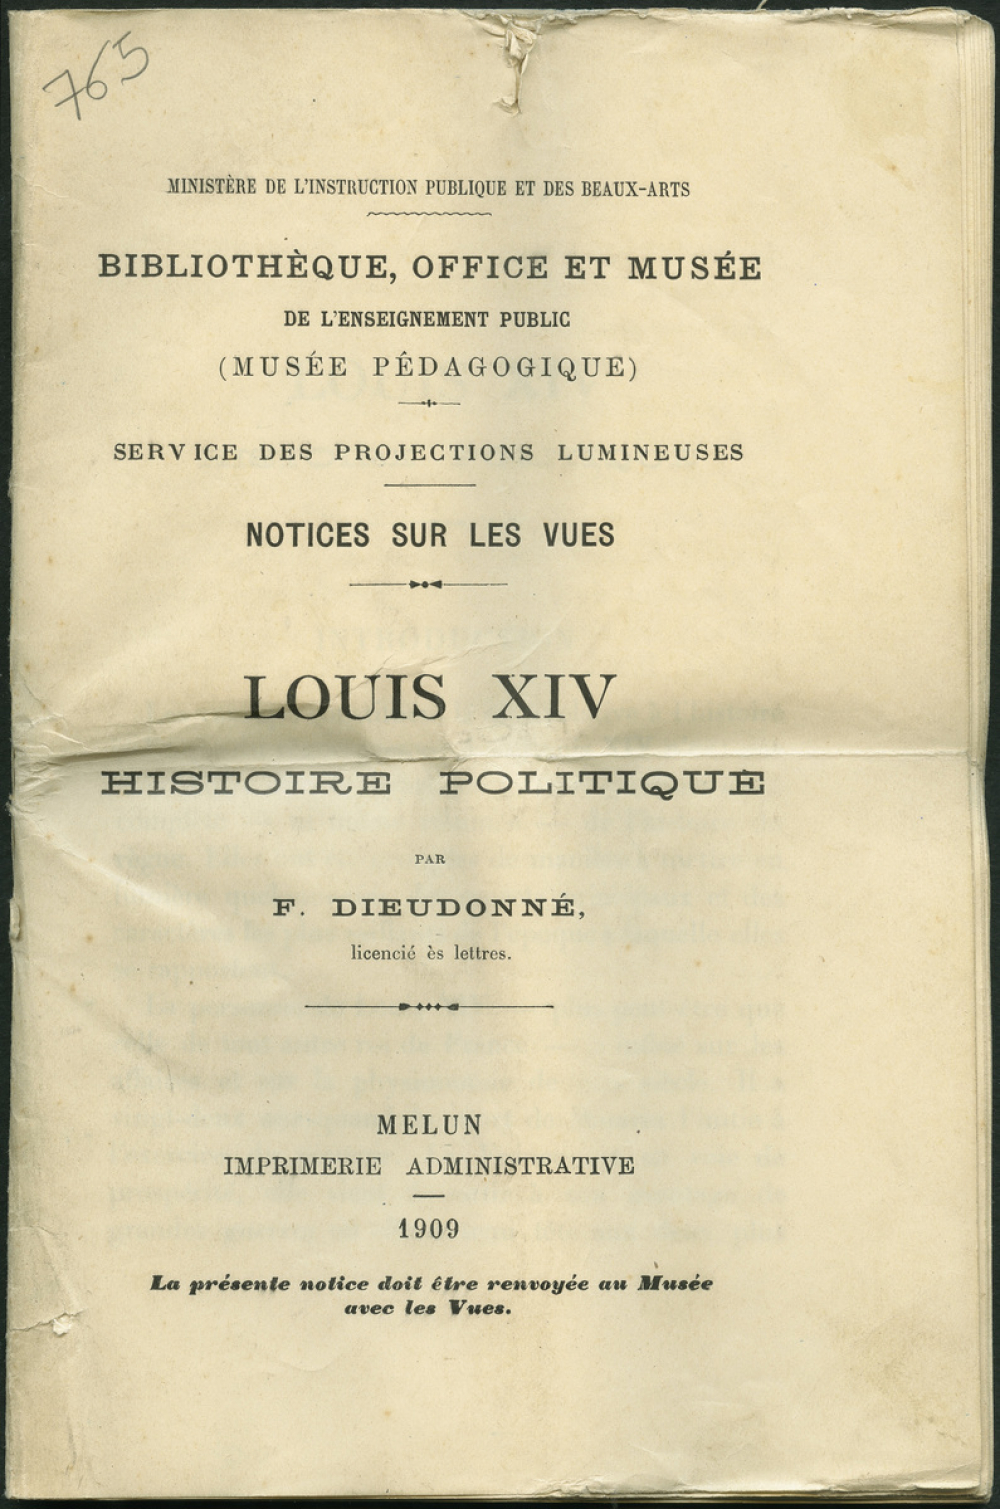 765
MINISTÈRE DE L'INSTRUCTION PUBLIQUE ET DES BEAUX-ARTS
BIBLIOTHÈQUE, OFFICE ET MUSÉE
DE L'ENSEIGNEMENT PUBLIC
(MUSÉE PÉDAGOGIQUE)
SERVICE DES PROJECTIONS LUMINEUSES
NOTICES SUR LES VUES
LOUIS XIV
HISTOIRE POLITIQUE
PAR
F. DIEUDONNÉ,
licencié ès lettres.
MELUN
IMPRIMERIE ADMINISTRATIVE
1909
La présente notice doit être renvoyée au Musée
avec les Vues.